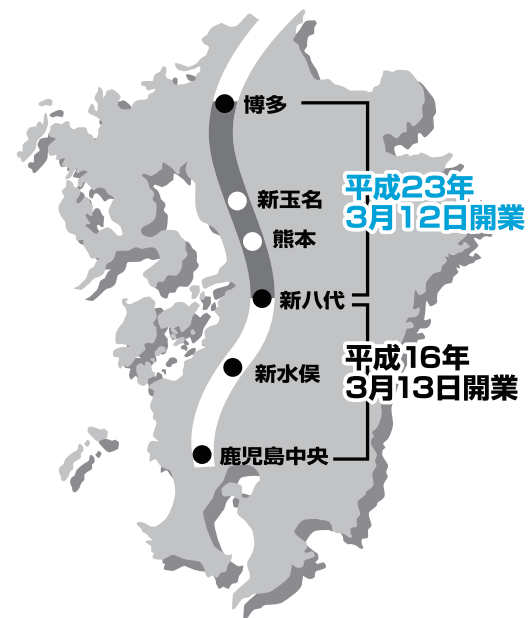 博多
新玉名
平成23年
3月12日開業
熊本
新八代
平成16年
3月13日開業
新水俣
鹿児島中央